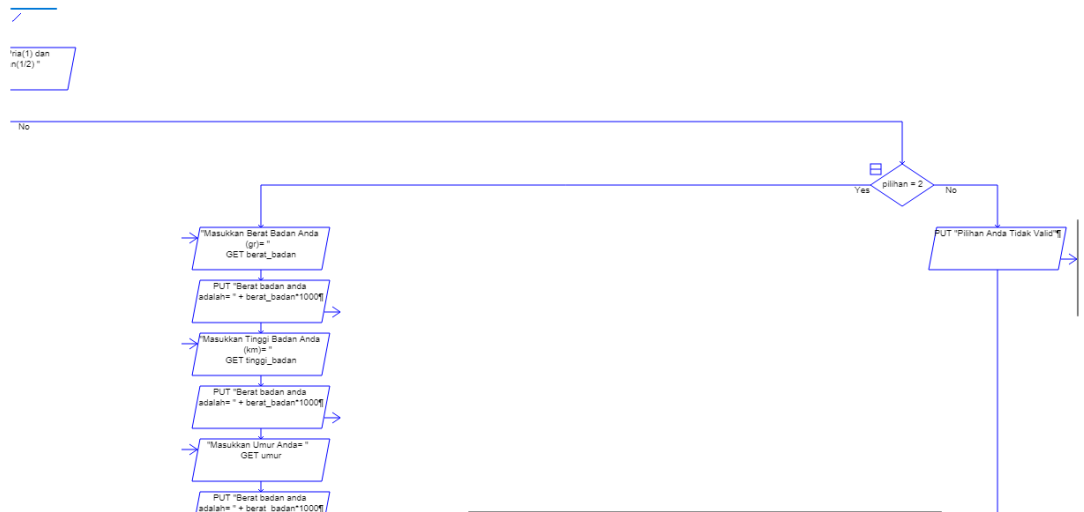 ria(1) dan
n(1/2) "
No
pilihan = 2
Yes
No
"Masukkan Berat Badan Anda
(gr)= "
GET berat_badan
PUT "Pilihan Anda Tidak Valid"¶
PUT "Berat badan anda
adalah= " + berat_badan*1000¶
"Masukkan Tinggi Badan Anda
(km)= "
GET tinggi_badan
PUT "Berat badan anda
adalah= " + berat_badan*1000¶
"Masukkan Umur Anda= "
GET umur
PUT "Berat badan anda
adalah= " + berat_badan*1000¶